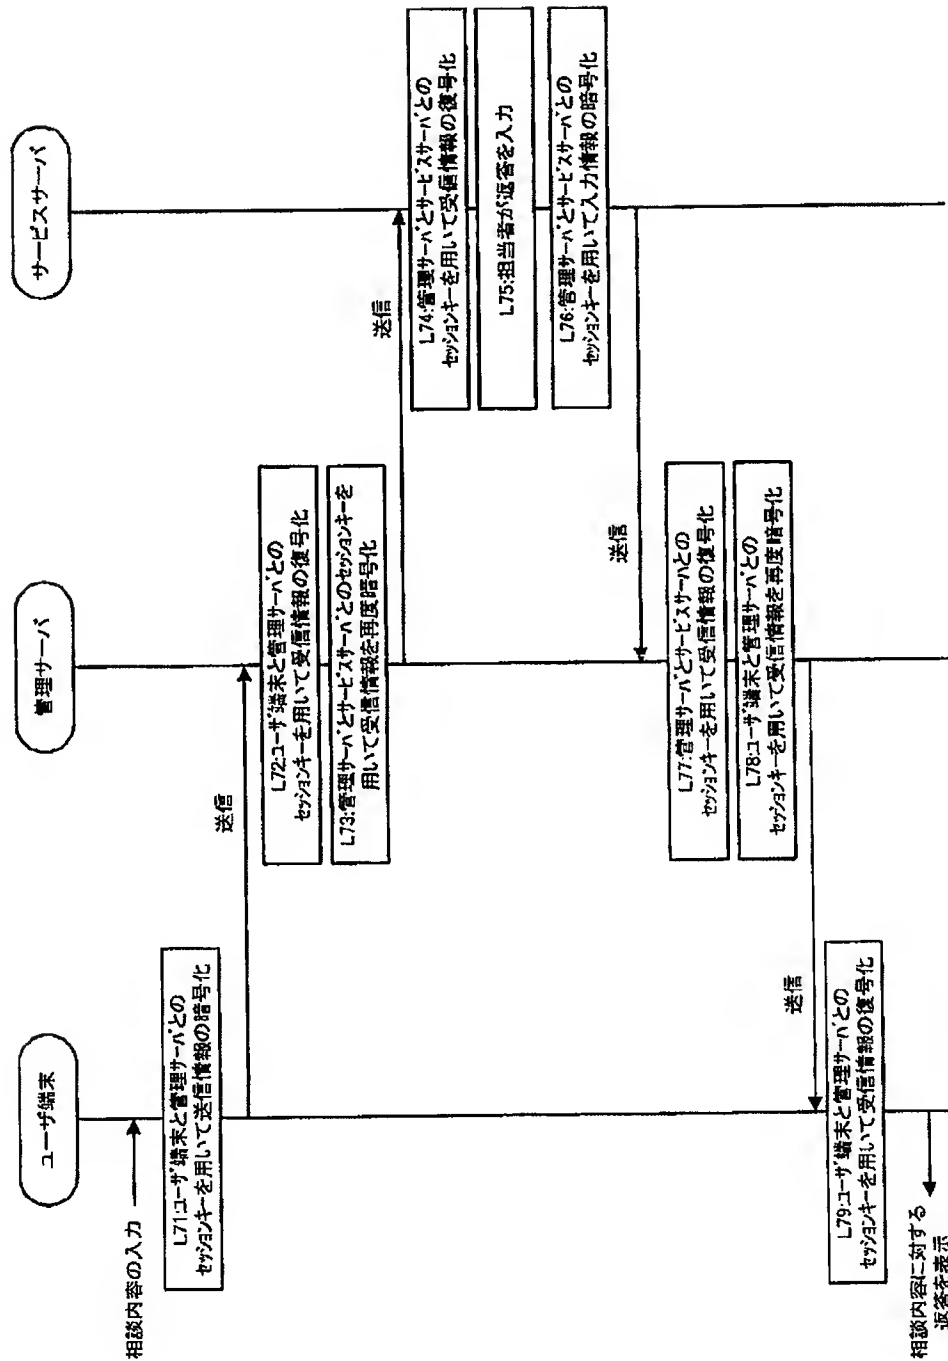 ユーザ端末
管理サーバ
サービスサーバ
相談内容の入力
L71:ユーザ端末と管理サーバとの
セッションキーを用いて送信情報の暗号化
送信
L72:ユーザ端末と管理サーバとの
セッションキーを用いて受信情報の復号化
L73:管理サーバとサービスサーバとのセッションキーを
用いて受信情報を再度暗号化
送信
L74:管理サーバとサービスサーバとの
セッションキーを用いて受信情報の復号化
L75:担当者が返答を入力
L76:管理サーバとサービスサーバとの
セッションキーを用いて入力情報の暗号化
送信
L77:管理サーバとサービスサーバとの
セッションキーを用いて受信情報の復号化
L78:ユーザ端末と管理サーバとの
セッションキーを用いて受信情報を再度暗号化
送信
L79:ユーザ端末と管理サーバとの
セッションキーを用いて受信情報の復号化
相談内容に対する
返答を表示